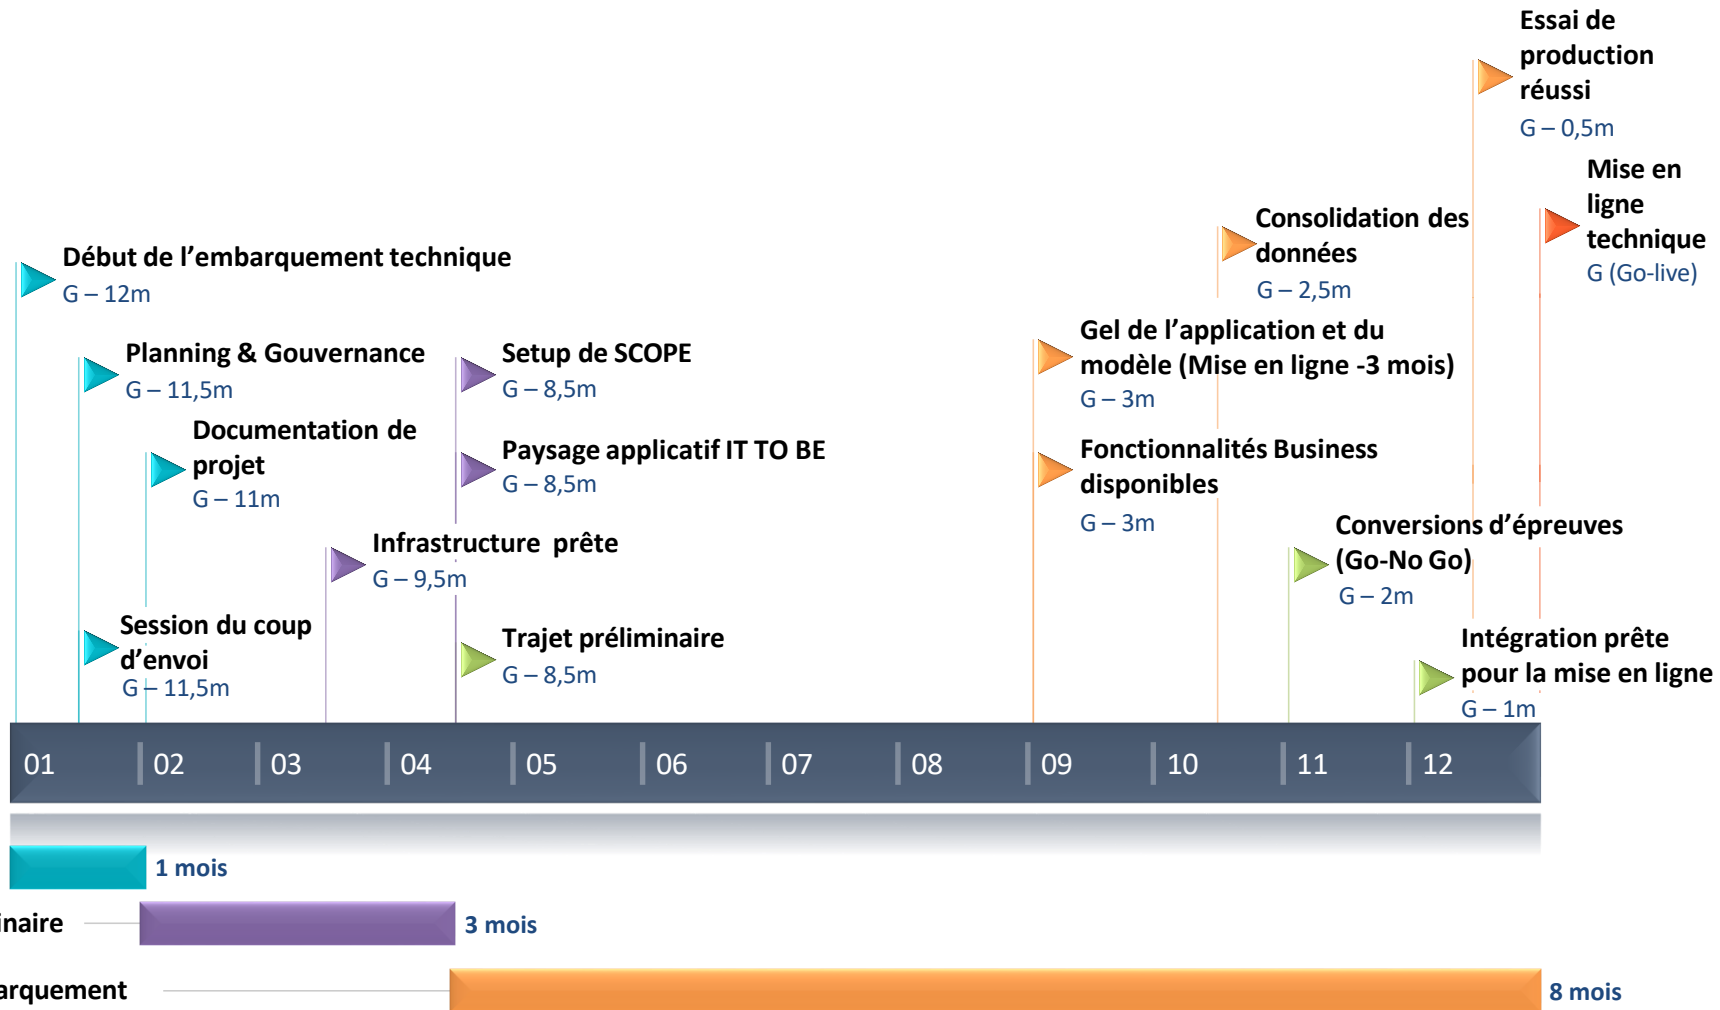 Essai de
production
réussi
G – 0,5m
Mise en
ligne
technique
G (Go-live)
Consolidation des
données
G – 2,5m
Début de l’embarquement technique
G – 12m
Gel de l’application et du
modèle (Mise en ligne -3 mois)
G – 3m
Planning & Gouvernance
G – 11,5m
Setup de SCOPE
G – 8,5m
Documentation de
projet
G – 11m
Paysage applicatif IT TO BE
G – 8,5m
Fonctionnalités Business
disponibles
G – 3m
Infrastructure prête
G – 9,5m
Conversions d’épreuves
(Go-No Go)
G – 2m
Session du coup
d’envoi
G – 11,5m
Trajet préliminaire
G – 8,5m
Intégration prête
pour la mise en ligne
G – 1m
01 02 03 04 05 06 07 08 09 10 11 12
1 mois
inaire 3 mois
arquement 8 mois